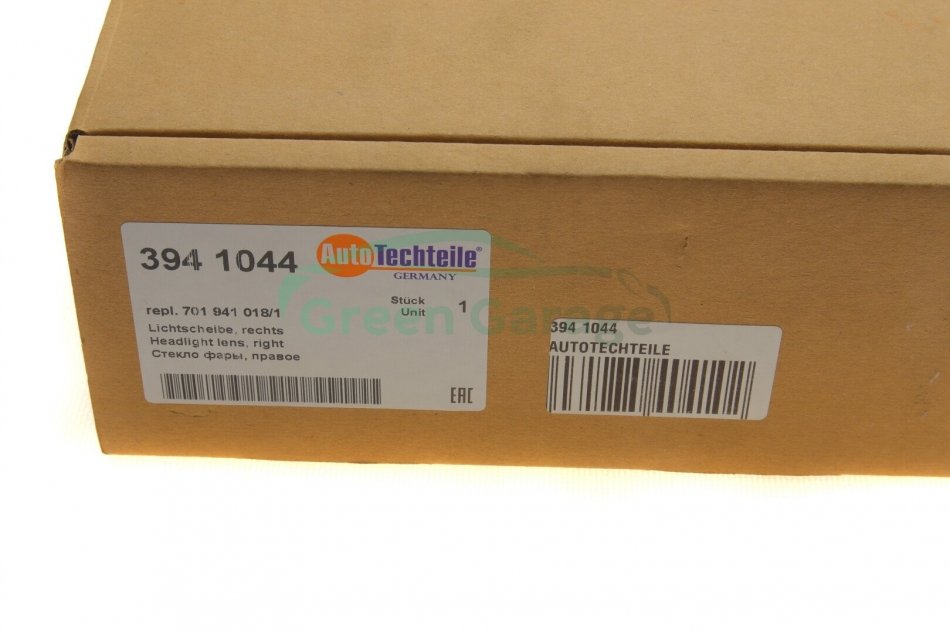 394 1044
AutoTechteile®
GERMANY
Stück
Unit
1
repl. 701 941 018/1
Lichtscheibe, rechts
Headlight lens, right
Стекло фары, правое
EAC
Green Garage
394 1044
AUTOTECHTEILE